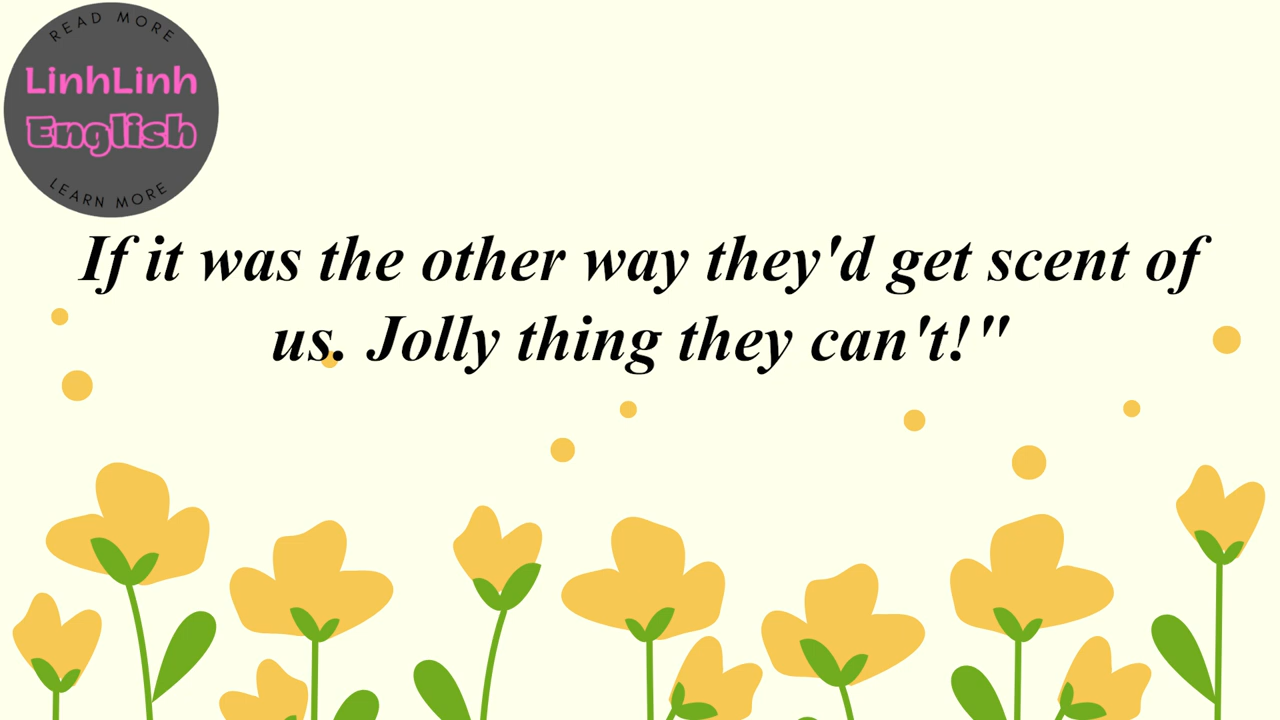 READ MORE
LinhLinh
English
LEARN MORE
If it was the other way they'd get scent of
us. Jolly thing they can't!"